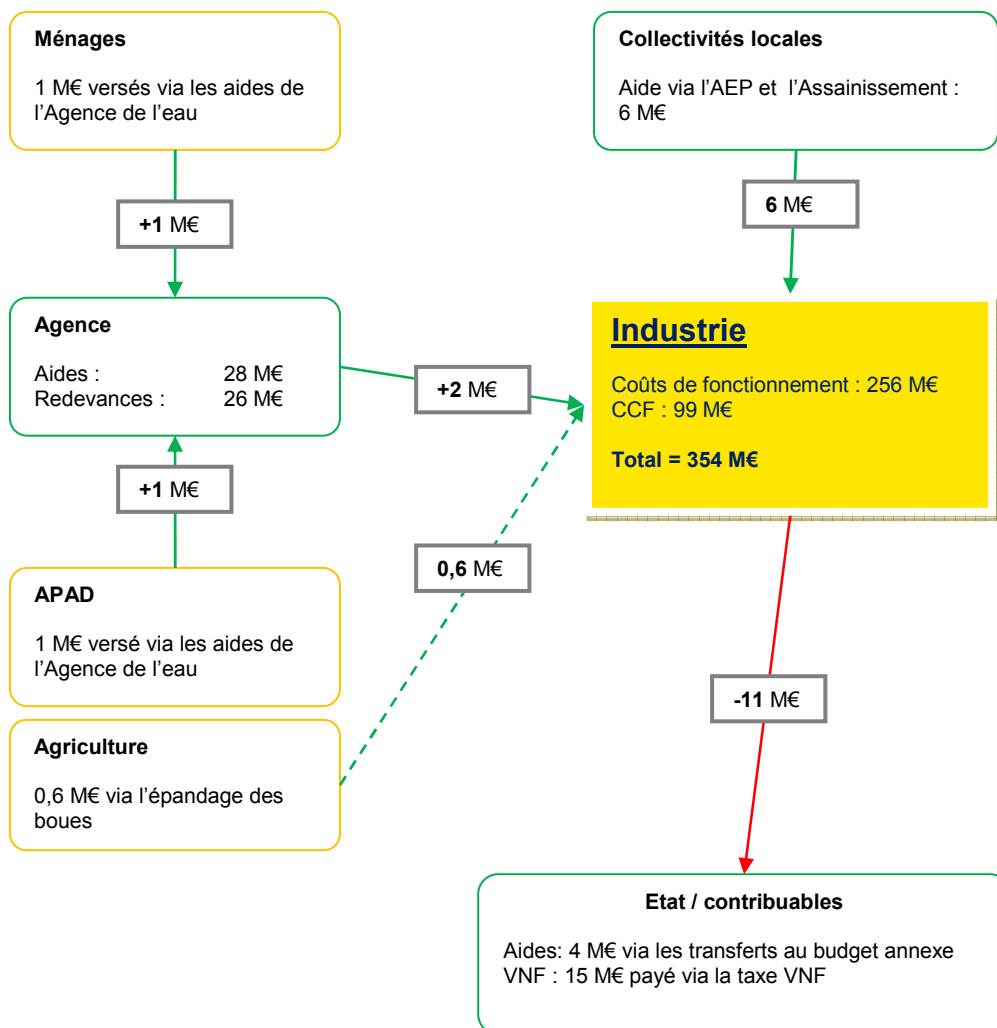 Ménages
1 M€ versés via les aides de
l'Agence de l'eau
Collectivités locales
Aide via l'AEP et l'Assainissement :
6 M€
+1 M€
6 M€
Agence
Aides : 28 M€
Redevances : 26 M€
+2 M€
Industrie
Coûts de fonctionnement : 256 M€
CCF : 99 M€
Total = 354 M€
+1 M€
0,6 M€
APAD
1 M€ versé via les aides de
l'Agence de l'eau
-11 M€
Agriculture
0,6 M€ via l'épandage des
boues
Etat / contribuables
Aides: 4 M€ via les transferts au budget annexe
VNF : 15 M€ payé via la taxe VNF